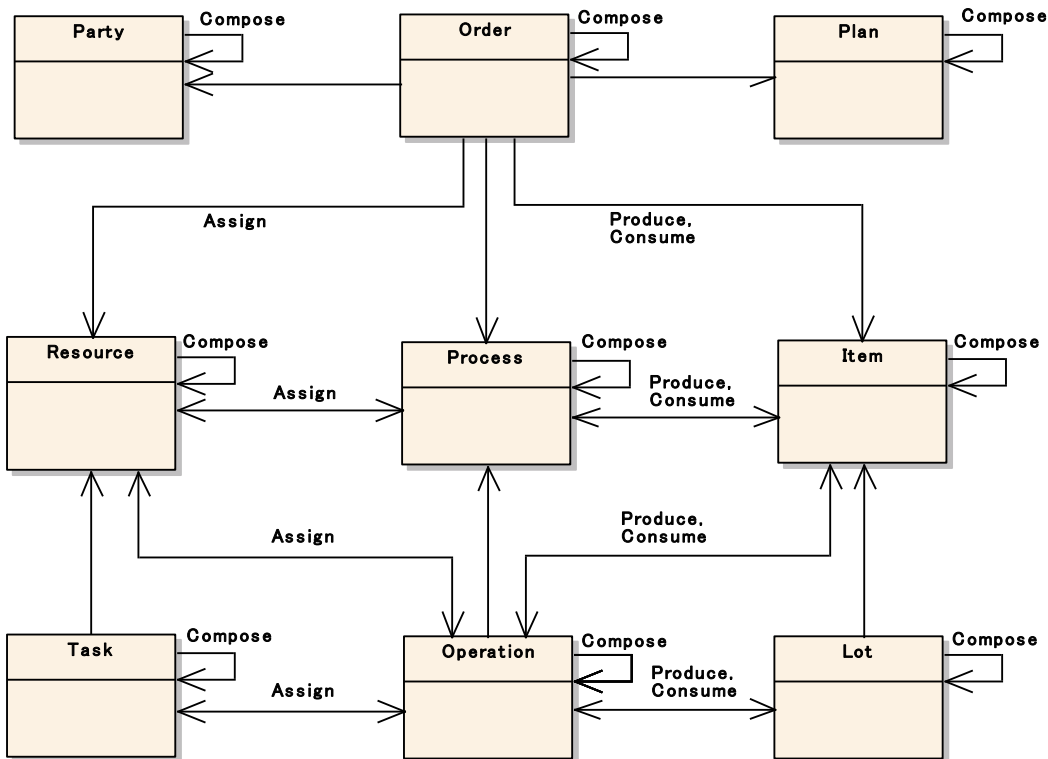 Compose
Party
Compose
Order
Compose
Plan
Assign
Produce,
Consume
Compose
Resource
Compose
Process
Compose
Item
Assign
Produce,
Consume
Assign
Produce,
Consume
Compose
Task
Compose
Operation
Compose
Lot
Assign
Produce,
Consume